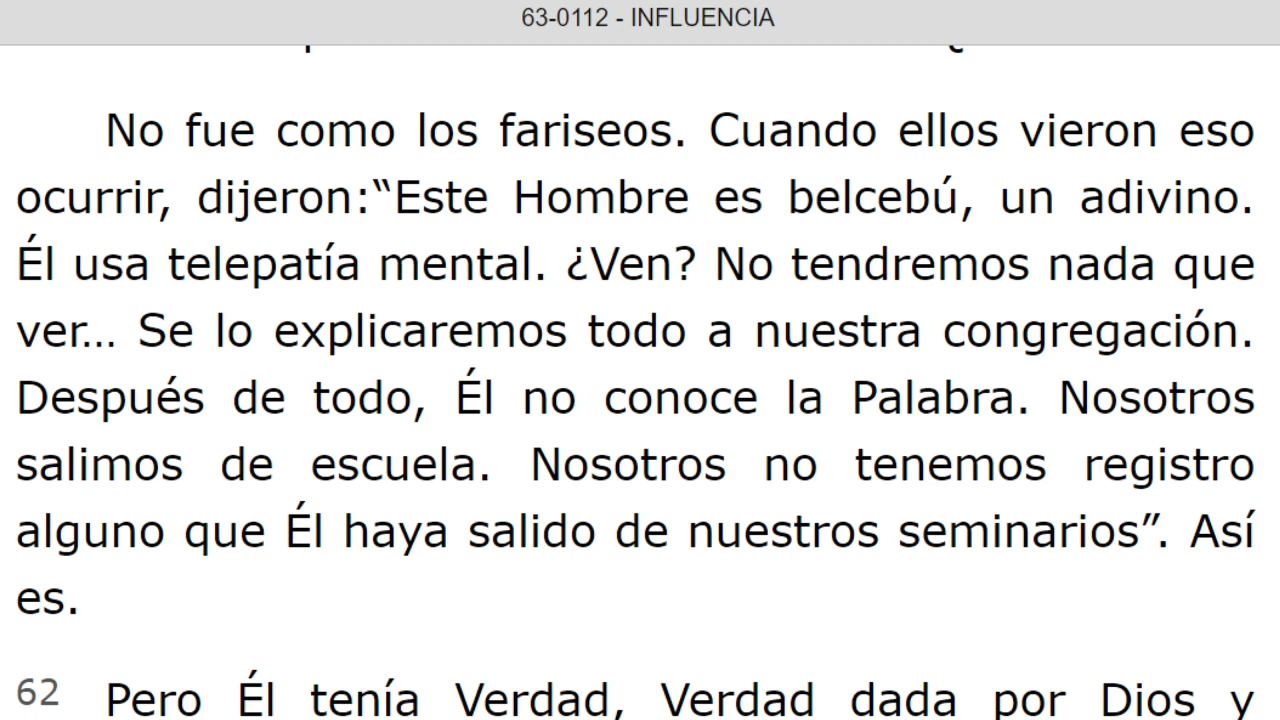 63-0112 - INFLUENCIA
No fue como los fariseos. Cuando ellos vieron eso
ocurrir, dijeron:“Este Hombre es belcebú, un adivino.
Él usa telepatía mental. ¿Ven? No tendremos nada que
ver... Se lo explicaremos todo a nuestra congregación.
Después de todo, Él no conoce la Palabra. Nosotros
salimos de escuela. Nosotros no tenemos registro
alguno que Él haya salido de nuestros seminarios”. Así
es.
62 Pero Él tenía Verdad, Verdad dada por Dios y